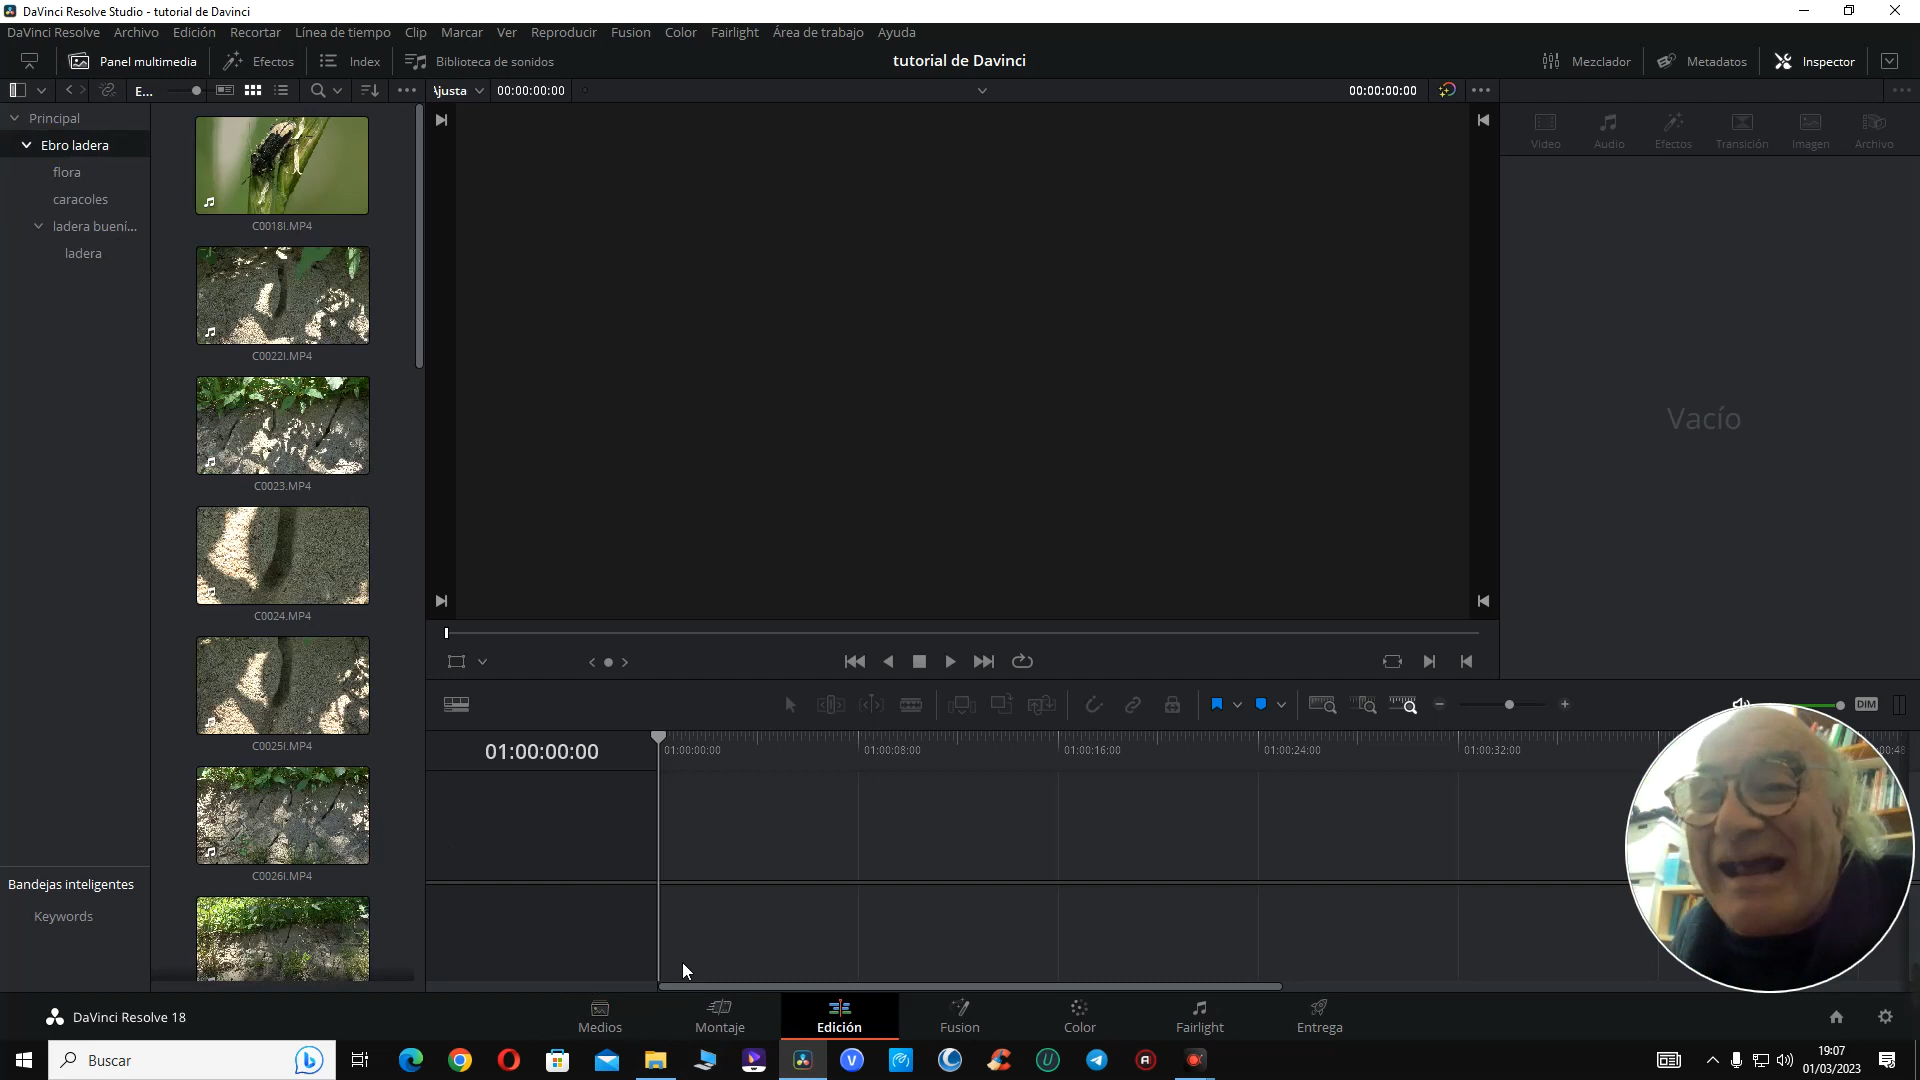 DaVinci Resolve Studio - tutorial de Davinci
DaVinci Resolve Archivo Edición Recortar Línea de tiempo Clip Marcar Ver Reproducir Fusion Color Fairlight Área de trabajo Ayuda
Panel multimedia Efectos Index Biblioteca de sonidos tutorial de Davinci Mezclador Metadatos Inspector
E... Ajusta 00:00:00:00 00:00:00:00
Principal
Ebro ladera
flora
caracoles
ladera bueni...
ladera
C0018I.MP4
C0022I.MP4
C0023.MP4
C0024.MP4
C0025I.MP4
C0026I.MP4
Video Audio Efectos Transición Imagen Archivo
Vacío
DIM
01:00:00:00 01:00:00:00 01:00:08:00 01:00:16:00 01:00:24:00 01:00:32:00 00:48
Bandejas inteligentes
Keywords
DaVinci Resolve 18
Medios Montaje Edición Fusion Color Fairlight Entrega
Buscar
19:07
01/03/2023